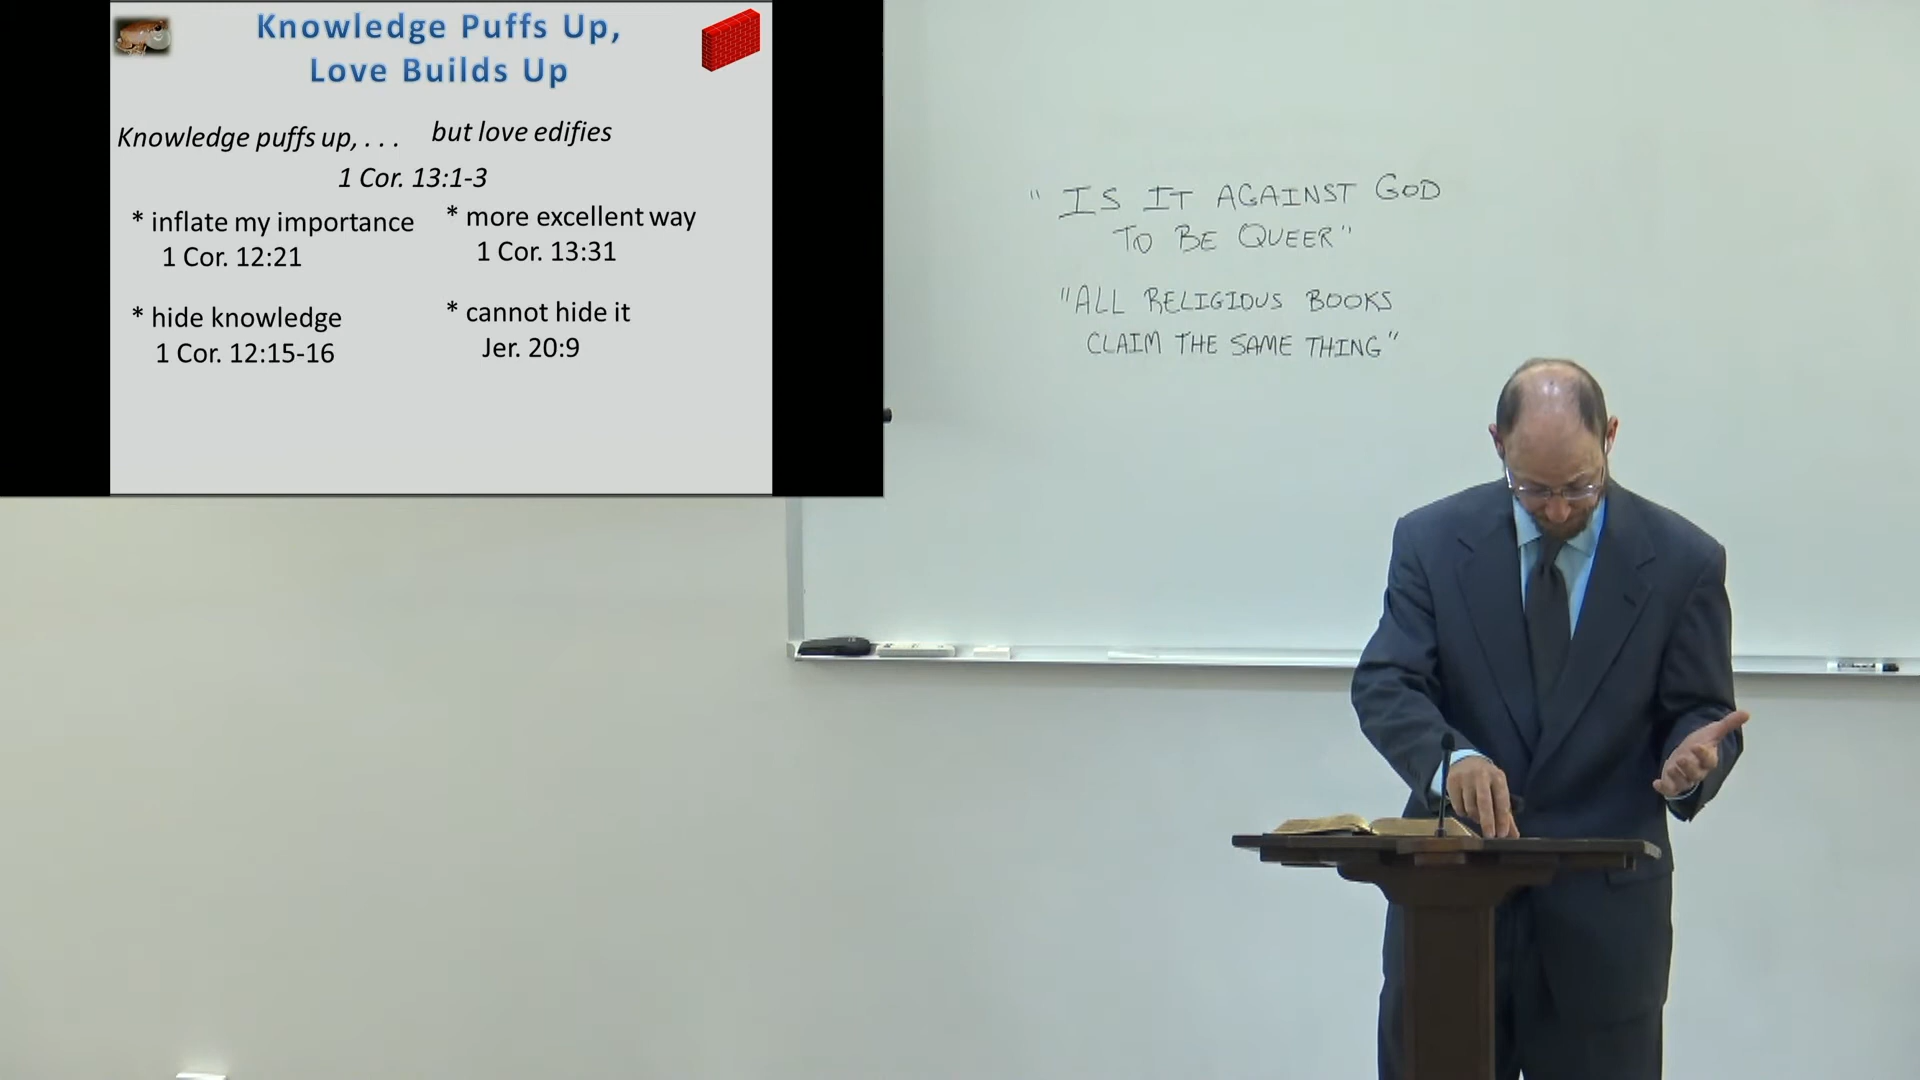 Knowledge Puffs Up,
Love Builds Up
Knowledge puffs up, . . . but love edifies
1 Cor. 13:1-3
* inflate my importance
1 Cor. 12:21
* hide knowledge
1 Cor. 12:15-16
* more excellent way
1 Cor. 13:31
* cannot hide it
Jer. 20:9
" IS IT AGAINST GOD
TO BE QUEER"
"ALL RELIGIOUS BOOKS
CLAIM THE SAME THING"